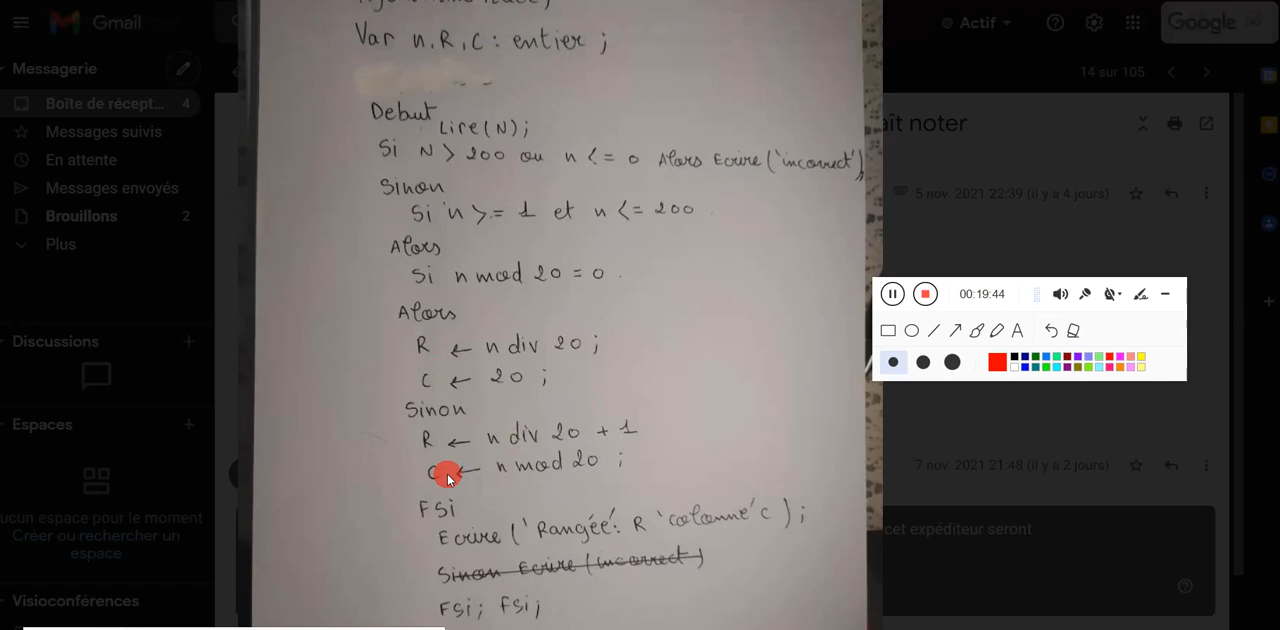 Gmail
Actif
Google
Messagerie
Boîte de récept... 4
Messages suivis
En attente
Messages envoyés
Brouillons 2
Plus
Discussions
Espaces
ucun espace pour le moment
Créer ou rechercher un
espace
Visioconférences
14 sur 105
aît noter
5 nov. 2021 22:39 (il y a 4 jours)
7 nov. 2021 21:48 (il y a 2 jours)
cet expéditeur seront
00:19:44
A
Var n, R, C : entier ;
Debut
Lire(N);
Si N > 200 ou n <= 0 Alors Ecrire('incorrect');
Sinon
Si n >= 1 et n <= 200
Alors
Si n mod 20 = 0
Alors
R ← n div 20 ;
C ← 20 ;
Sinon
R ← n div 20 + 1
C ← n mod 20 ;
FSi
Ecrire ('Rangée': R 'colonne' C ) ;
Sinon Ecrire (incorrect)
FSi; FSi;